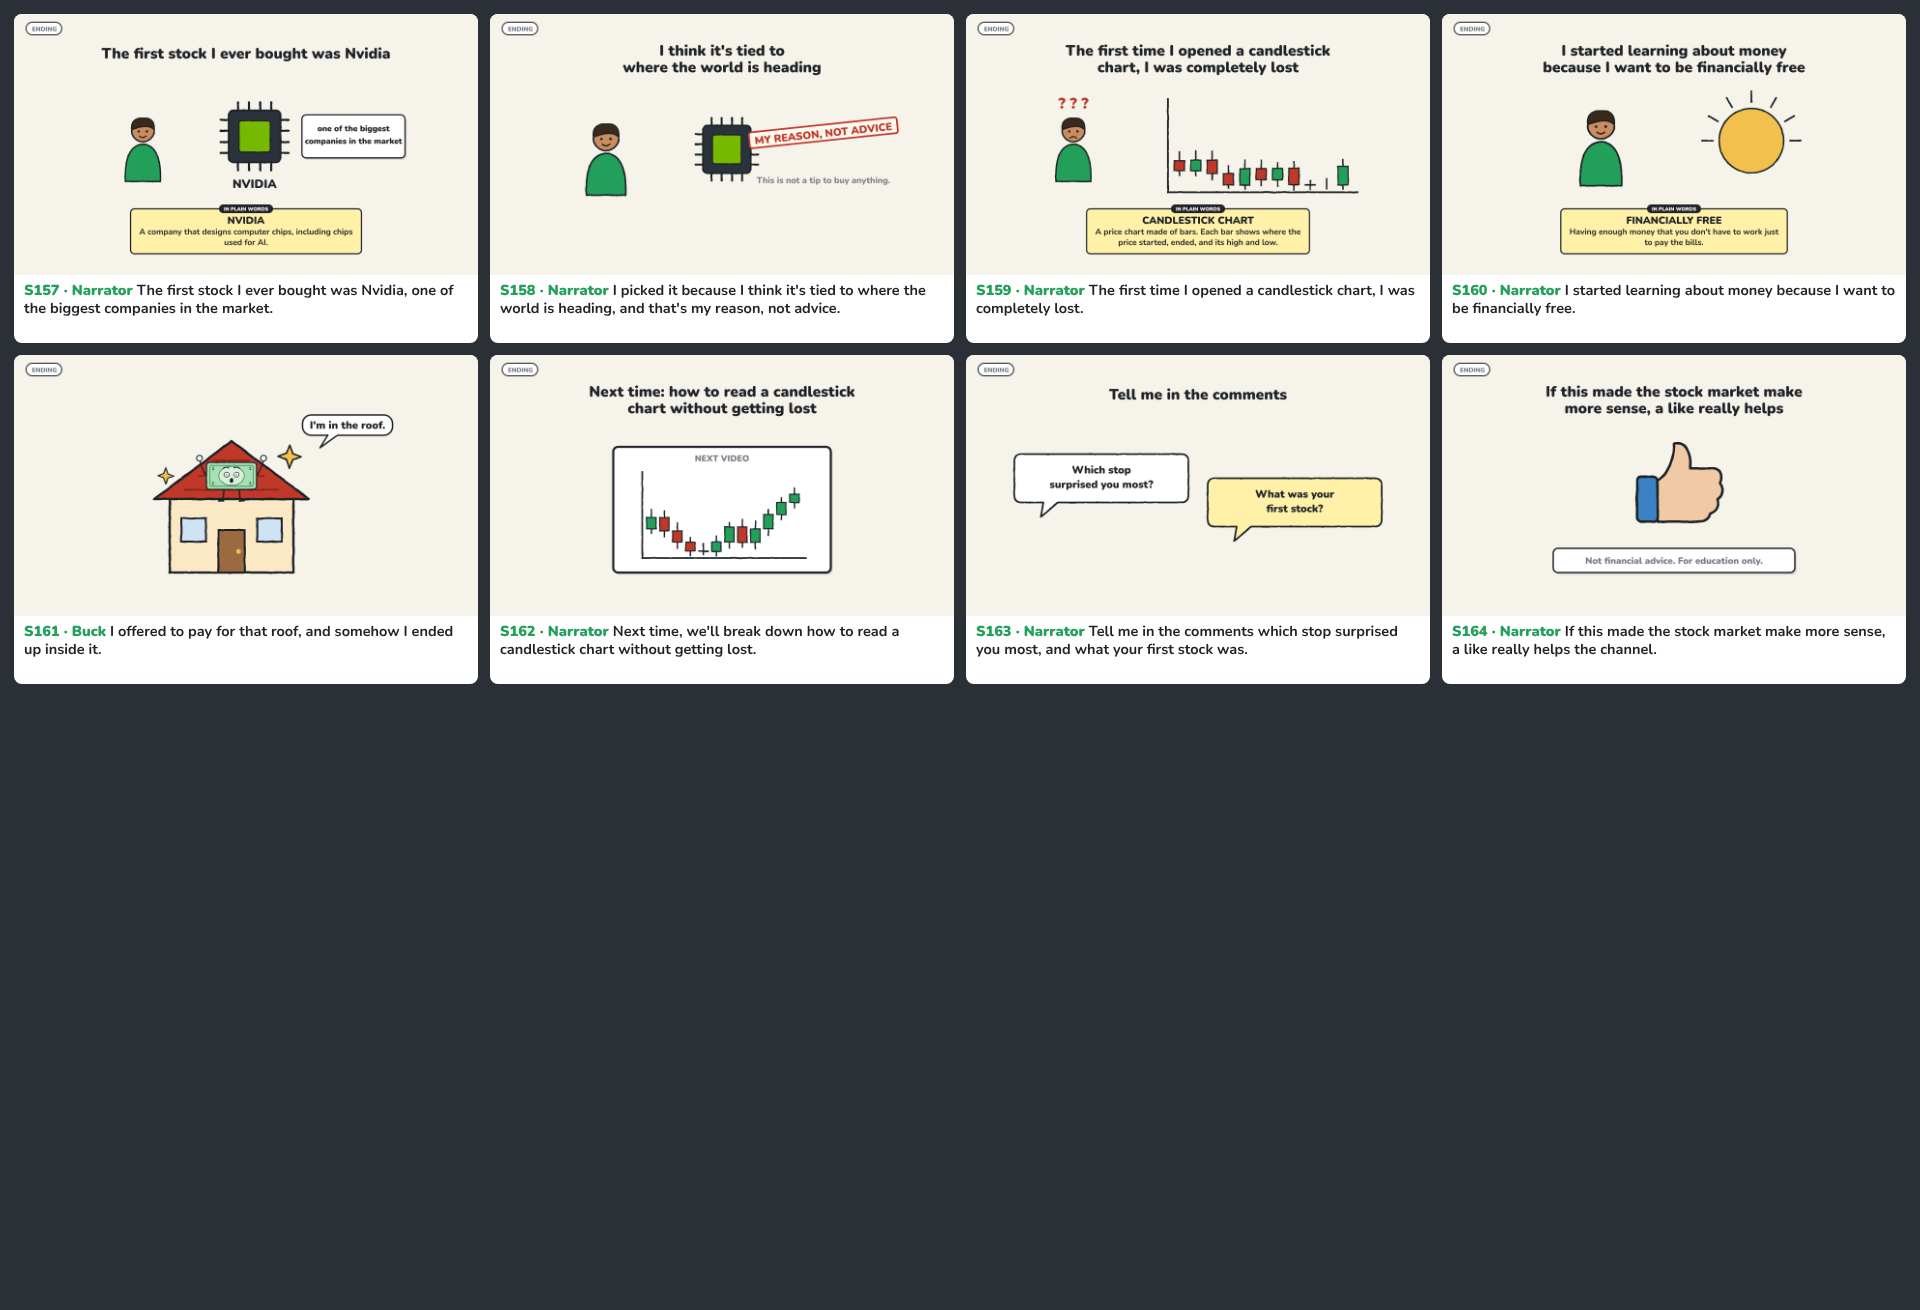 ENDING
The first stock I ever bought was Nvidia
one of the biggest
companies in the market
NVIDIA
IN PLAIN WORDS
NVIDIA
A company that designs computer chips, including chips
used for AI.
S157 · Narrator The first stock I ever bought was Nvidia, one of
the biggest companies in the market.
ENDING
I think it's tied to
where the world is heading
MY REASON, NOT ADVICE
This is not a tip to buy anything.
S158 · Narrator I picked it because I think it's tied to where the
world is heading, and that's my reason, not advice.
ENDING
The first time I opened a candlestick
chart, I was completely lost
? ? ?
IN PLAIN WORDS
CANDLESTICK CHART
A price chart made of bars. Each bar shows where the
price started, ended, and its high and low.
S159 · Narrator The first time I opened a candlestick chart, I was
completely lost.
ENDING
I started learning about money
because I want to be financially free
IN PLAIN WORDS
FINANCIALLY FREE
Having enough money that you don't have to work just
to pay the bills.
S160 · Narrator I started learning about money because I want to
be financially free.
ENDING
I'm in the roof.
S161 · Buck I offered to pay for that roof, and somehow I ended
up inside it.
ENDING
Next time: how to read a candlestick
chart without getting lost
NEXT VIDEO
S162 · Narrator Next time, we'll break down how to read a
candlestick chart without getting lost.
ENDING
Tell me in the comments
Which stop
surprised you most?
What was your
first stock?
S163 · Narrator Tell me in the comments which stop surprised
you most, and what your first stock was.
ENDING
If this made the stock market make
more sense, a like really helps
Not financial advice. For education only.
S164 · Narrator If this made the stock market make more sense,
a like really helps the channel.